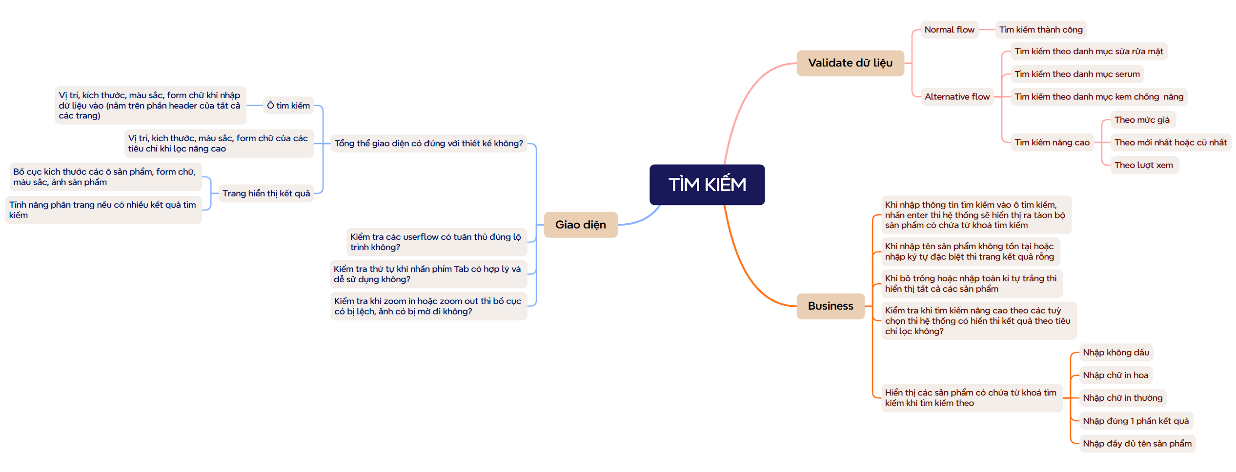 TÌM KIẾM
Validate dữ liệu
Normal flow
Tìm kiếm thành công
Alternative flow
Tìm kiếm theo danh mục sữa rửa mặt
Tìm kiếm theo danh mục serum
Tìm kiếm theo danh mục kem chống nắng
Tìm kiếm nâng cao
Theo mức giá
Theo mới nhất hoặc cũ nhất
Theo lượt xem
Business
Khi nhập thông tin tìm kiếm vào ô tìm kiếm,
nhấn enter thì hệ thống sẽ hiển thị ra tàon bộ
sản phẩm có chứa từ khoá tìm kiếm
Khi nhập tên sản phẩm không tồn tại hoặc
nhập ký tự đặc biệt thì trang kết quả rỗng
Khi bỏ trống hoặc nhập toàn kí tự trắng thì
hiển thị tất cả các sản phẩm
Kiểm tra khi tìm kiếm nâng cao theo các tuỳ
chọn thì hệ thống có hiển thị kết quả theo tiêu
chí lọc không?
Hiển thị các sản phẩm có chứa từ khoá tìm
kiếm khi tìm kiếm theo
Nhập không dấu
Nhập chữ in hoa
Nhập chữ in thường
Nhập đúng 1 phần kết quả
Nhập đầy đủ tên sản phẩm
Giao diện
Tổng thể giao diện có đúng với thiết kế không?
Ô tìm kiếm
Vị trí, kích thước, màu sắc, form chữ khi nhập
dữ liệu vào (nằm trên phần header của tất cả
các trang)
Vị trí, kích thước, màu sắc, form chữ của các
tiêu chí khi lọc nâng cao
Trang hiển thị kết quả
Bố cục kích thước các ô sản phẩm, form chữ,
màu sắc, ảnh sản phẩm
Tính năng phân trang nếu có nhiều kết quả tìm
kiếm
Kiểm tra các userflow có tuân thủ đúng lộ
trình không?
Kiểm tra thứ tự khi nhấn phím Tab có hợp lý và
dễ sử dụng không?
Kiểm tra khi zoom in hoặc zoom out thì bố cục
có bị lệch, ảnh có bị mờ đi không?